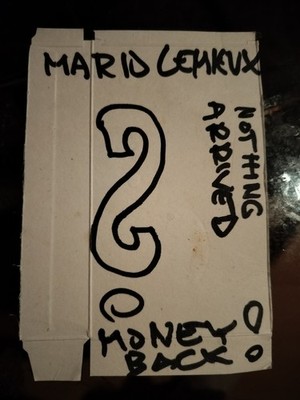 MARIO LEMIEUX
NOTHING
ARRIVED
?
MONEY
BACK!